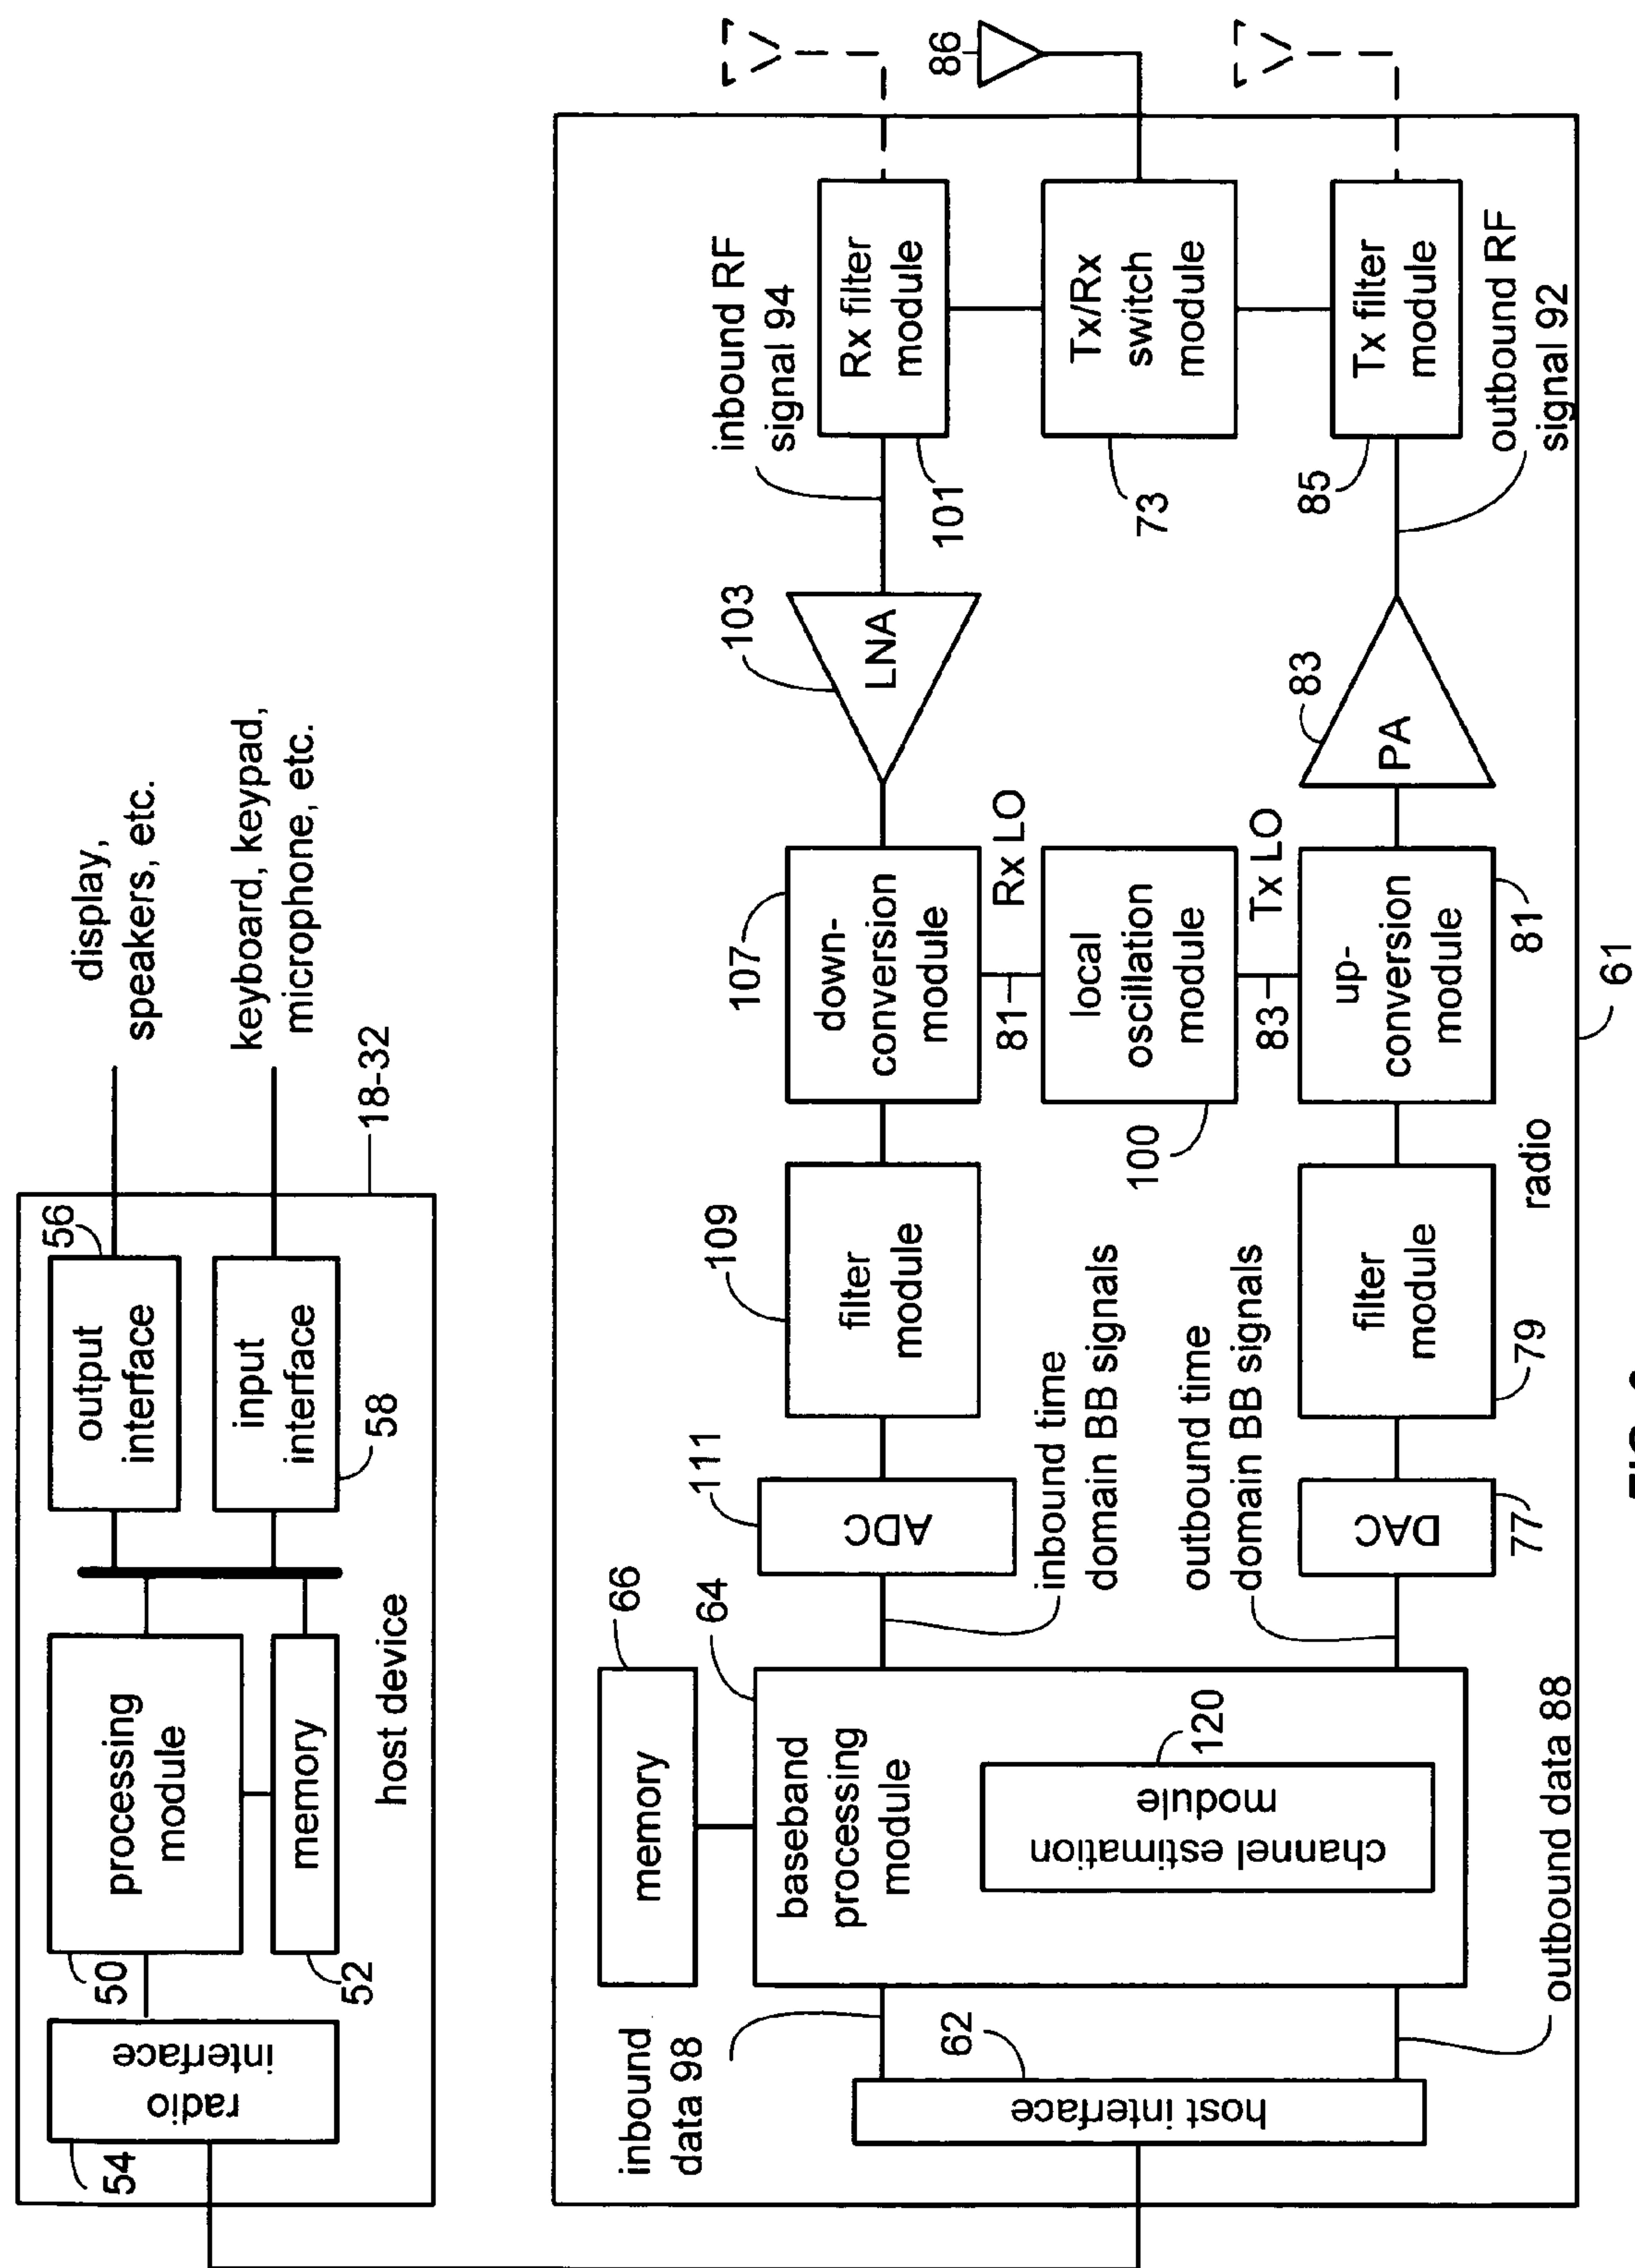 display,
speakers, etc.
keyboard, keypad,
microphone, etc.
18-32
56
output
interface
input
interface
58
processing
module
50
memory
52
host device
radio
interface
54
86
inbound RF
signal 94
Rx filter
module
101
Tx/Rx
switch
module
73
Tx filter
module
85
outbound RF
signal 92
LNA
103
PA
83
down-
conversion
module
107
Rx LO
81
local
oscillation
module
100
Tx LO
83
up-
conversion
module
81
filter
module
109
filter
module
79
radio
61
ADC
111
inbound time
domain BB signals
outbound time
domain BB signals
DAC
77
memory
66
64
baseband
processing
module
channel estimation
module
120
inbound
data 98
62
host interface
outbound data 88